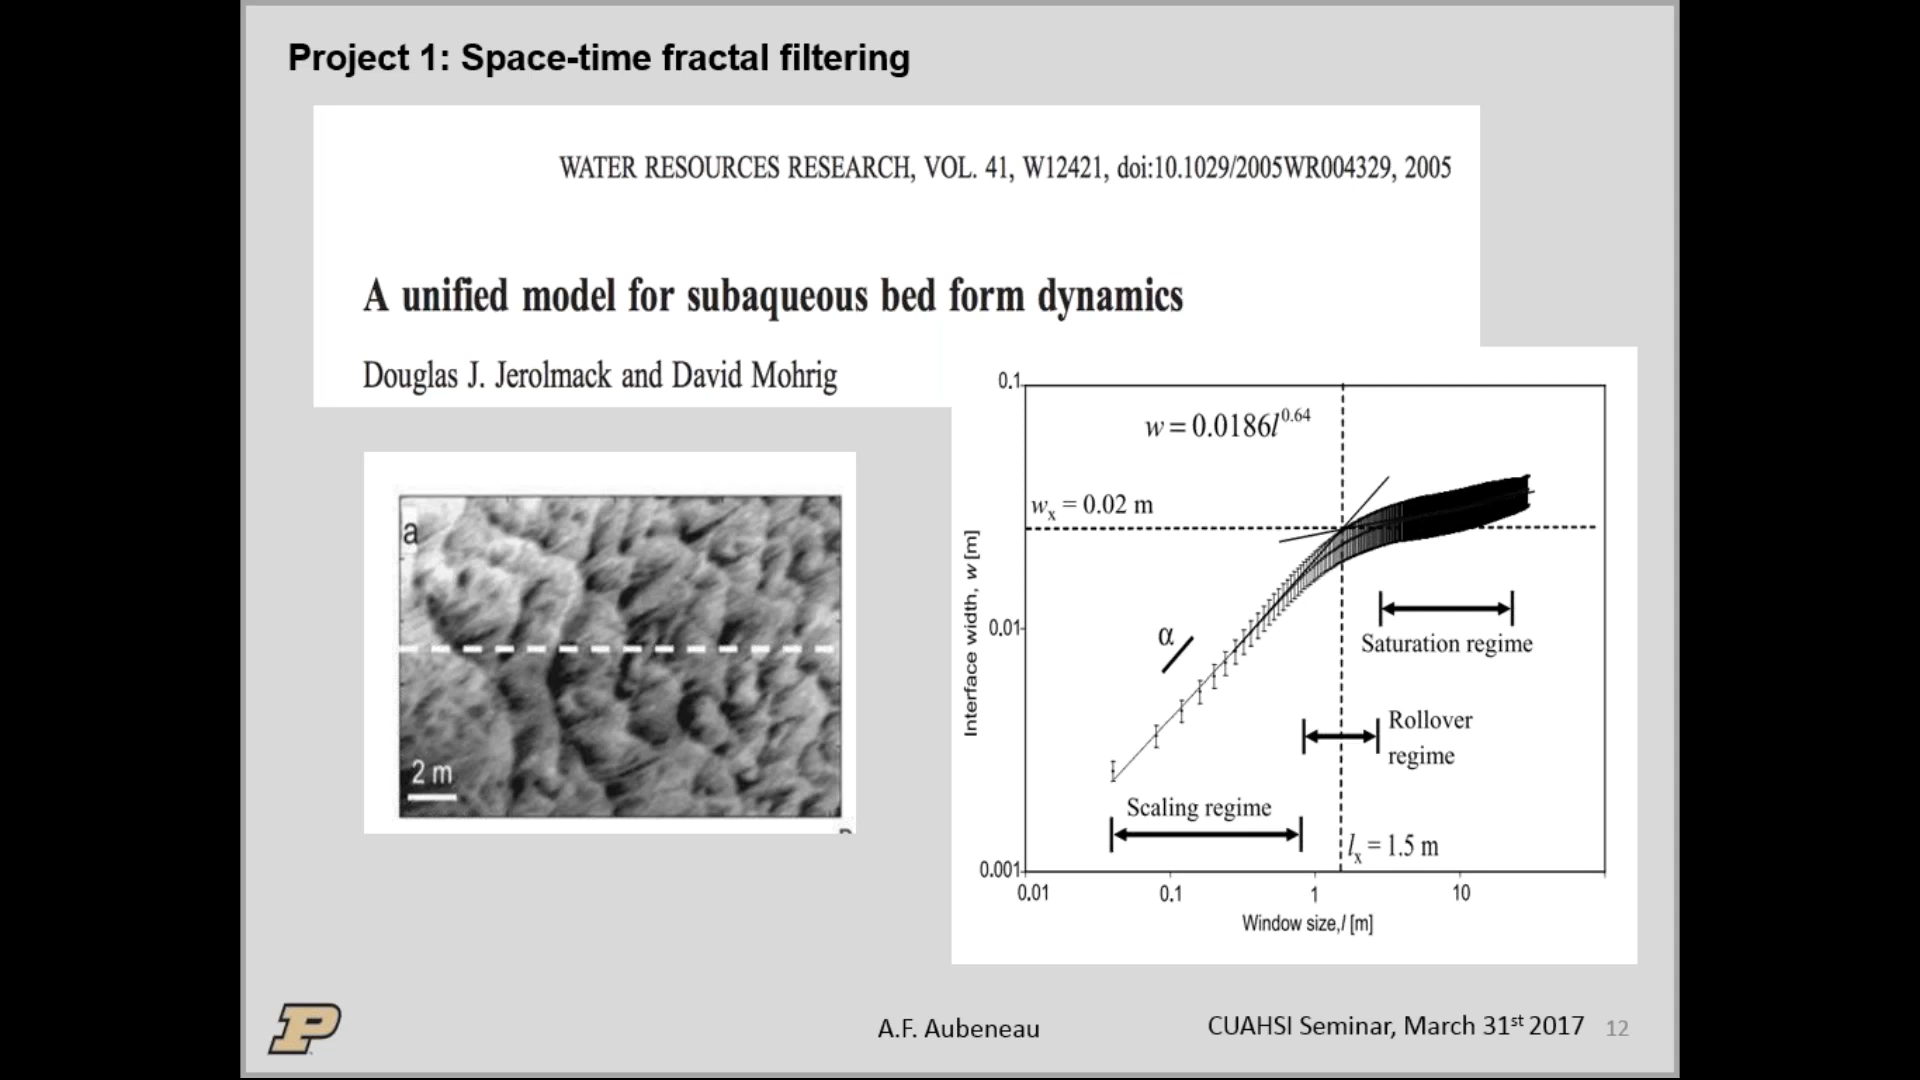 Project 1: Space-time fractal filtering
WATER RESOURCES RESEARCH, VOL. 41, W12421, doi:10.1029/2005WR004329, 2005
A unified model for subaqueous bed form dynamics
Douglas J. Jerolmack and David Mohrig
a
2 m
0.1
w = 0.0186l^0.64
wₓ = 0.02 m
Interface width, w [m]
0.01
α
Saturation regime
Rollover
regime
Scaling regime
lₓ = 1.5 m
0.001
0.01 0.1 1 10
Window size, l [m]
P
A.F. Aubeneau
CUAHSI Seminar, March 31st 2017 12